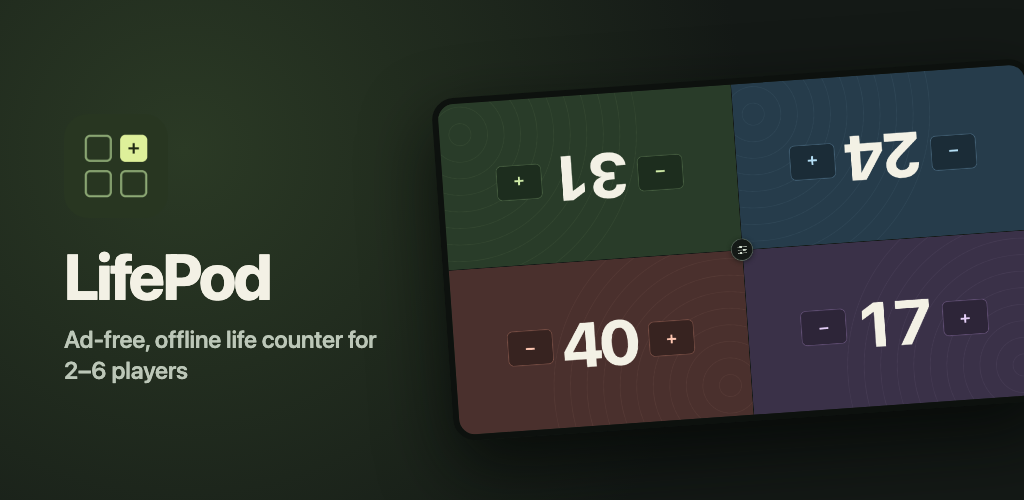 LifePod
Ad-free, offline life counter for
2–6 players
+ 31 −
+ 24 −
− 40 +
− 17 +